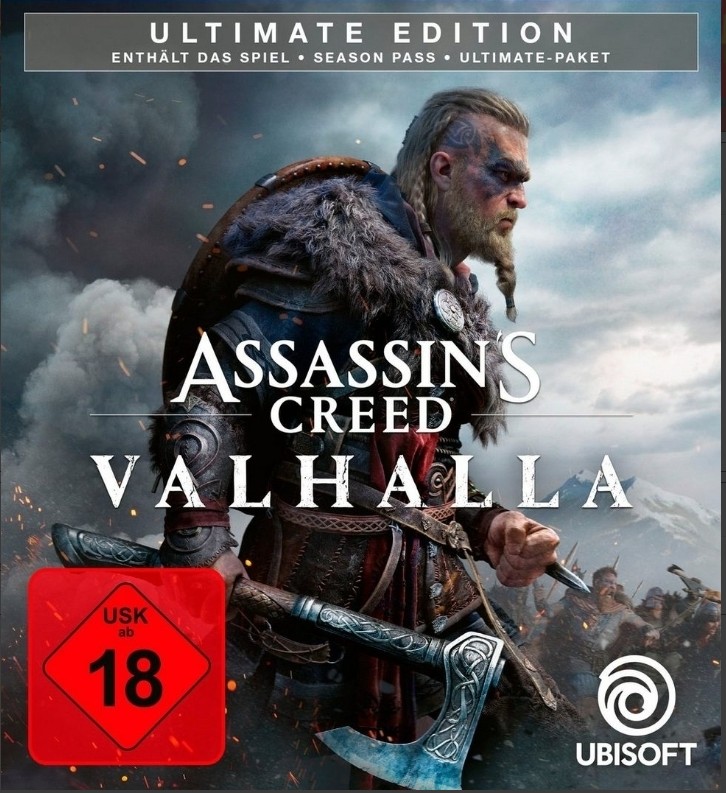 ULTIMATE EDITION
ENTHÄLT DAS SPIEL • SEASON PASS • ULTIMATE-PAKET
ASSASSIN'S
CREED
VALHALLA
USK
ab
18
UBISOFT